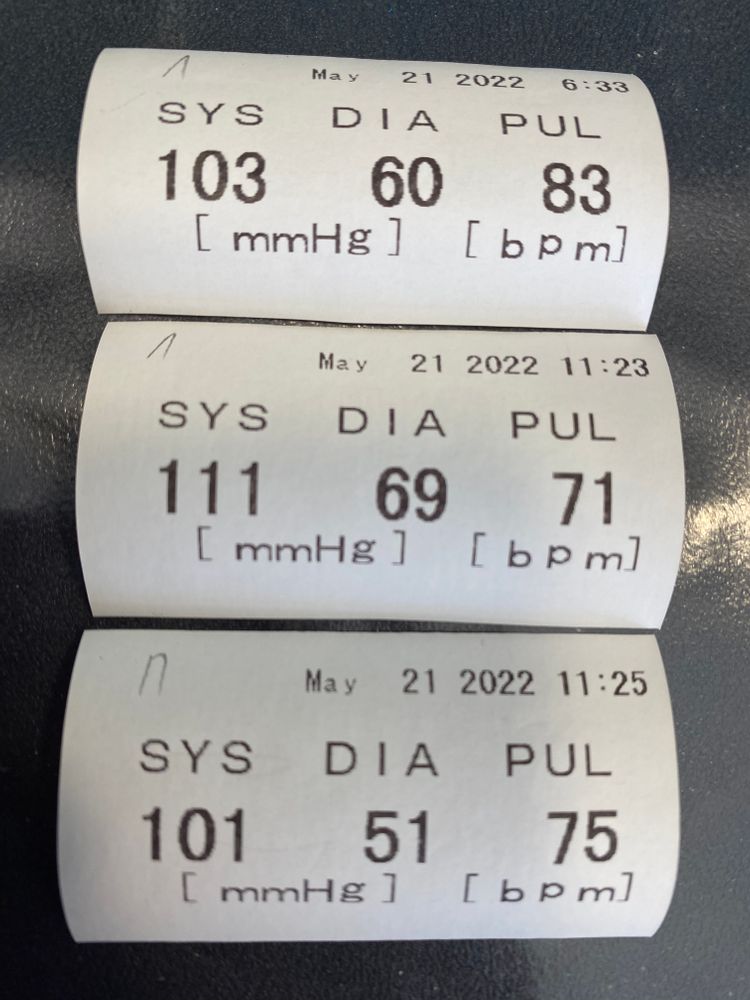 May 21 2022 6:33
SYS DIA PUL
103 60 83
[ mmHg ] [ bpm]
May 21 2022 11:23
SYS DIA PUL
111 69 71
[ mmHg ] [ bpm]
May 21 2022 11:25
SYS DIA PUL
101 51 75
[ mmHg ] [ bpm]